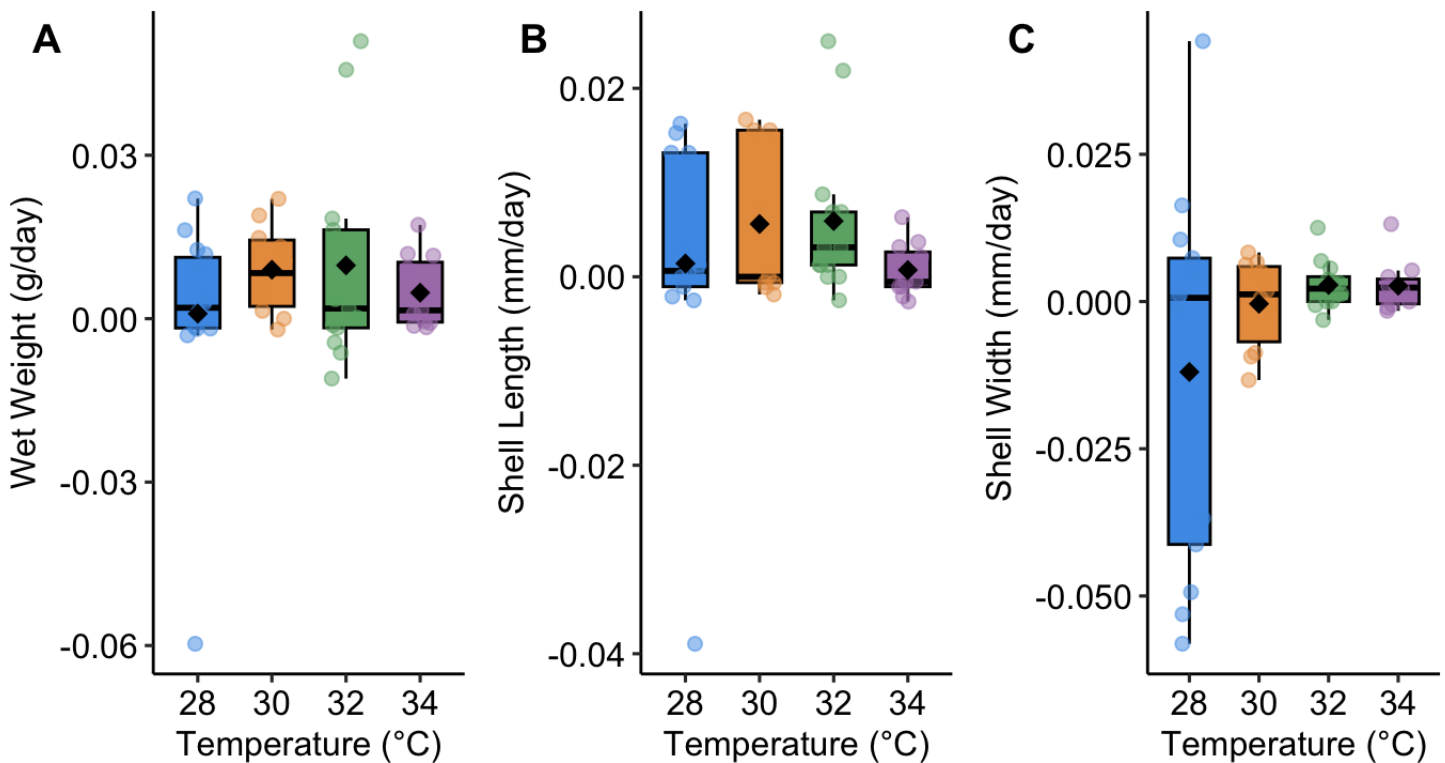 A
Wet Weight (g/day)
0.03
0.00
-0.03
-0.06
28 30 32 34
Temperature (°C)
B
Shell Length (mm/day)
0.02
0.00
-0.02
-0.04
28 30 32 34
Temperature (°C)
C
Shell Width (mm/day)
0.025
0.000
-0.025
-0.050
28 30 32 34
Temperature (°C)